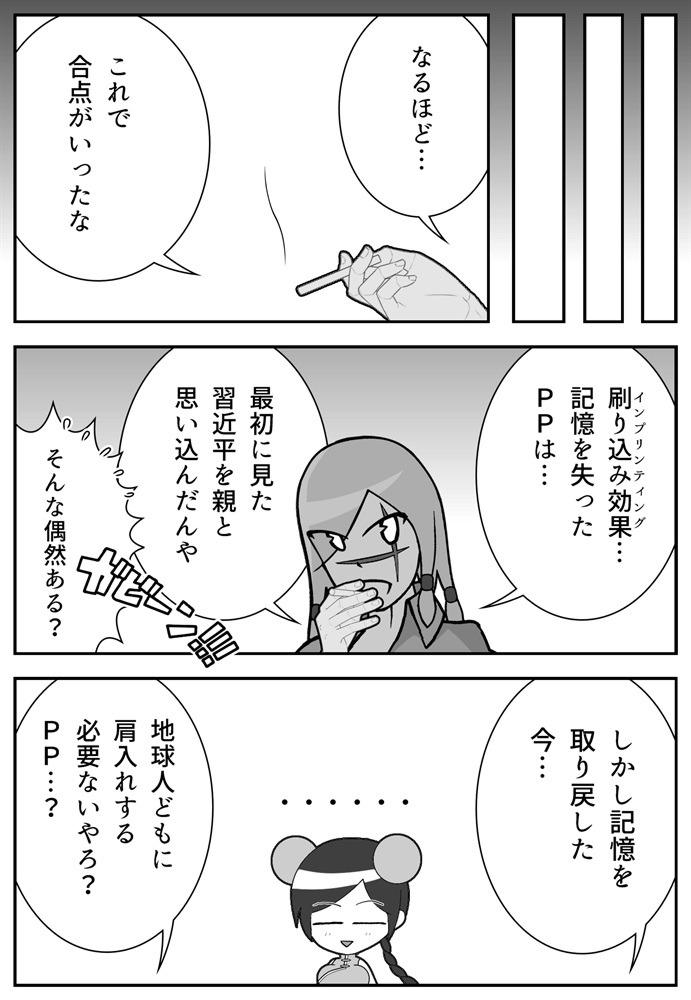 なるほど…
これで
合点がいったな
刷り込み効果…
インプリンティング
記憶を失った
PPは…
最初に見た
習近平を親と
思い込んだんや
そんな偶然ある？
ガビーン!!!
しかし記憶を
取り戻した
今…
・・・・・・
地球人どもに
肩入れする
必要ないやろ？
PP…？